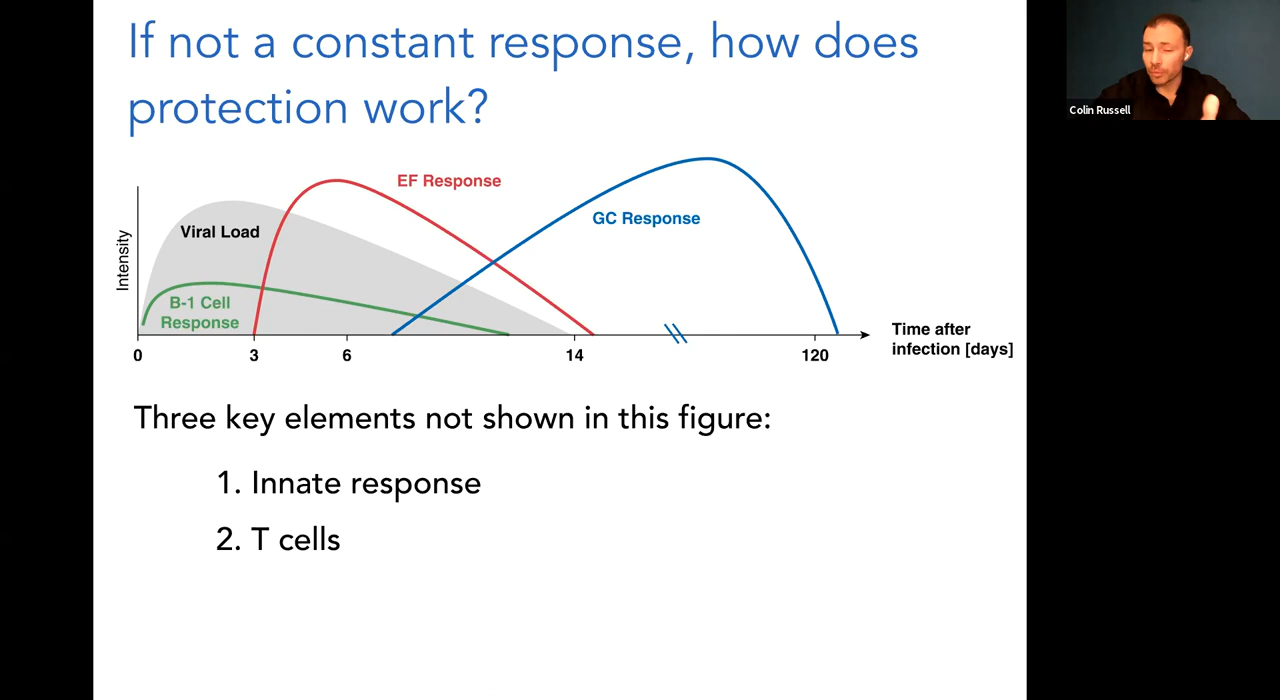 If not a constant response, how does
protection work?
EF Response
GC Response
Viral Load
B-1 Cell
Response
Intensity
0
3
6
14
120
Time after
infection [days]
Three key elements not shown in this figure:
1. Innate response
2. T cells
Colin Russell